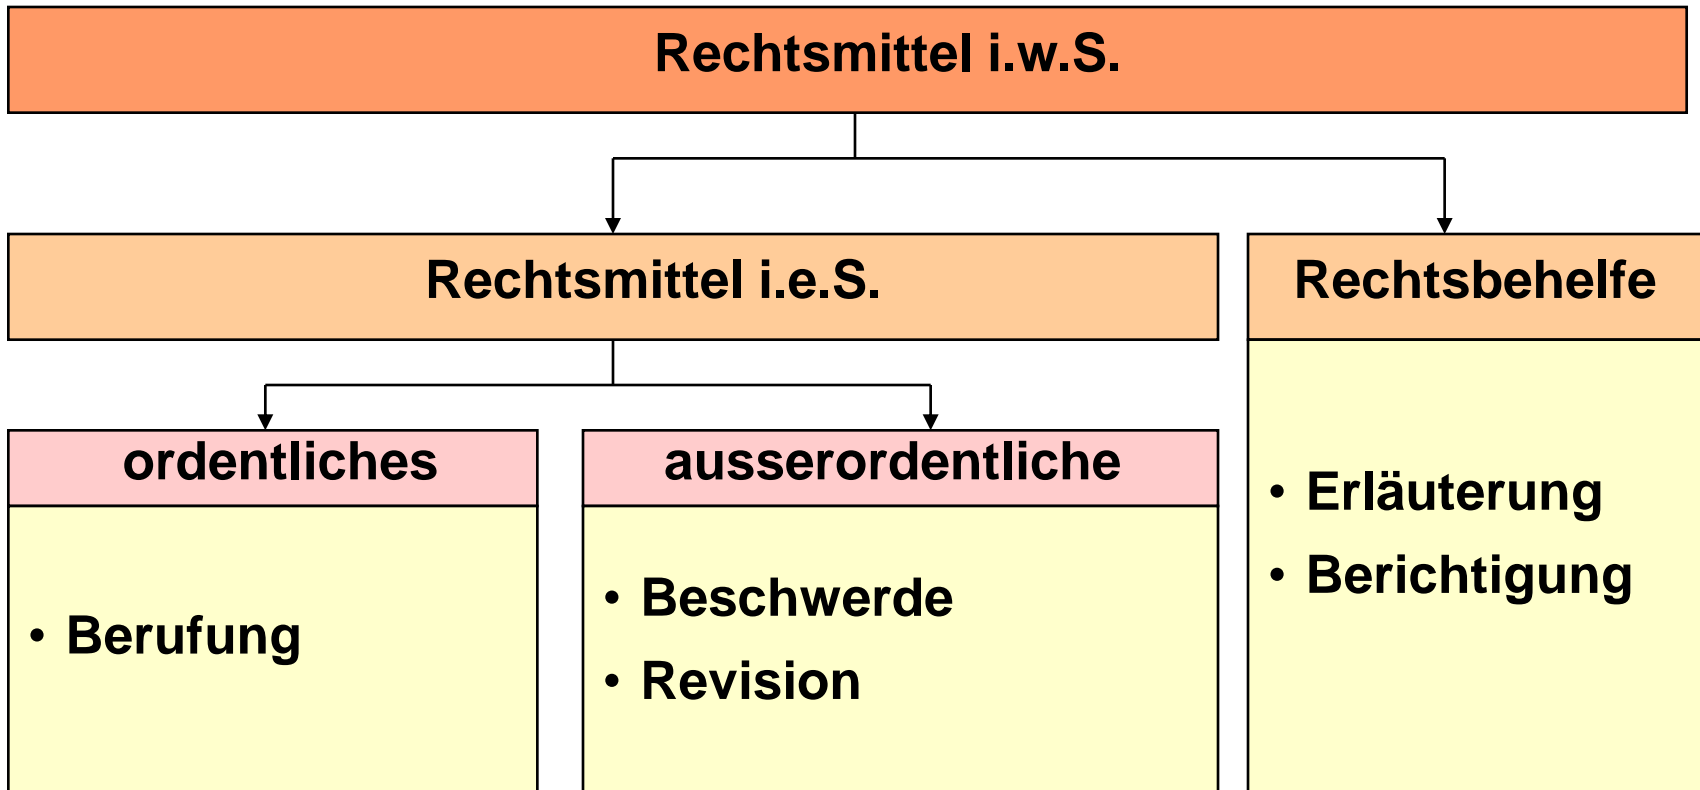 Rechtsmittel i.w.S.
Rechtsmittel i.e.S.
Rechtsbehelfe
ordentliches
• Berufung
ausserordentliche
• Beschwerde
• Revision
• Erläuterung
• Berichtigung